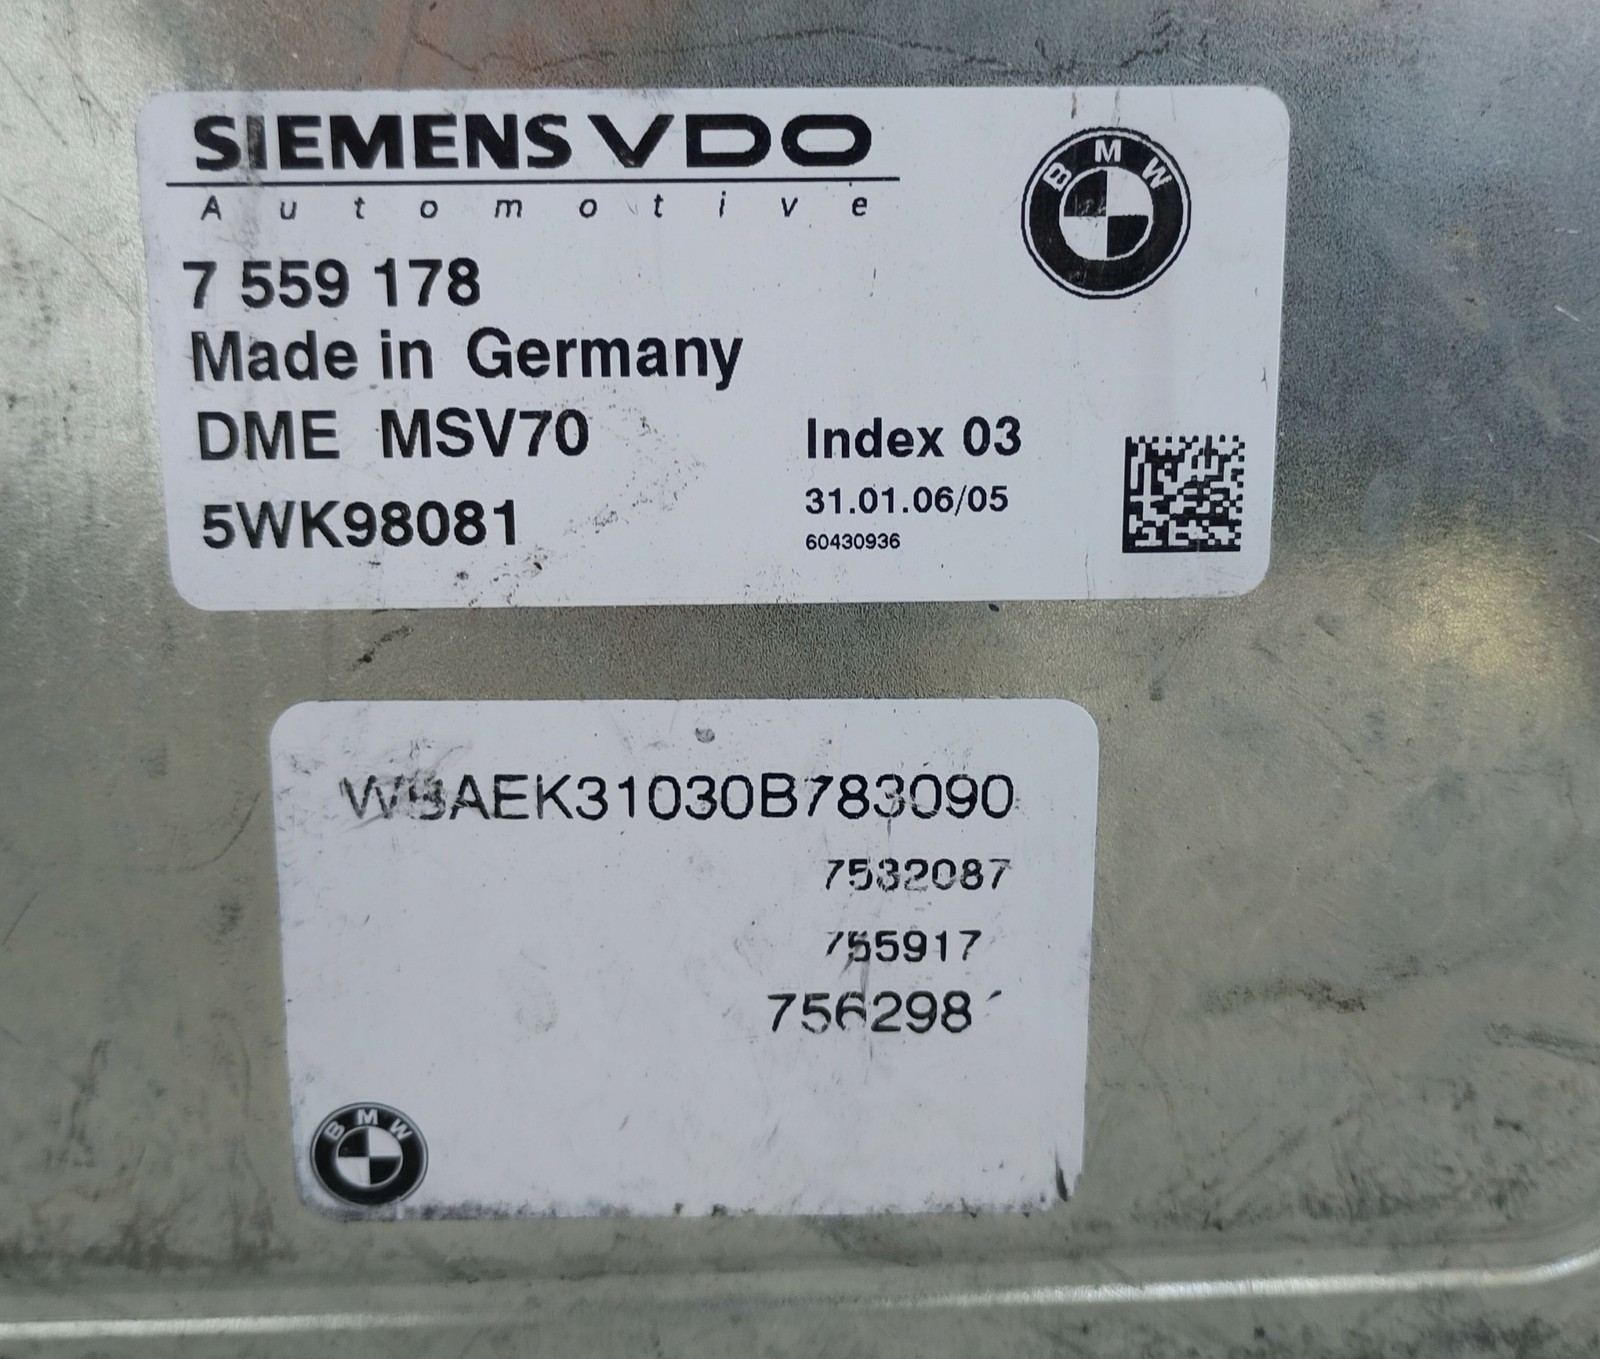 SIEMENS VDO
Automotive
BMW
7 559 178
Made in Germany
DME MSV70
Index 03
5WK98081
31.01.06/05
60430936
WBAEK31030B783090
7532087
755917
756298
BMW